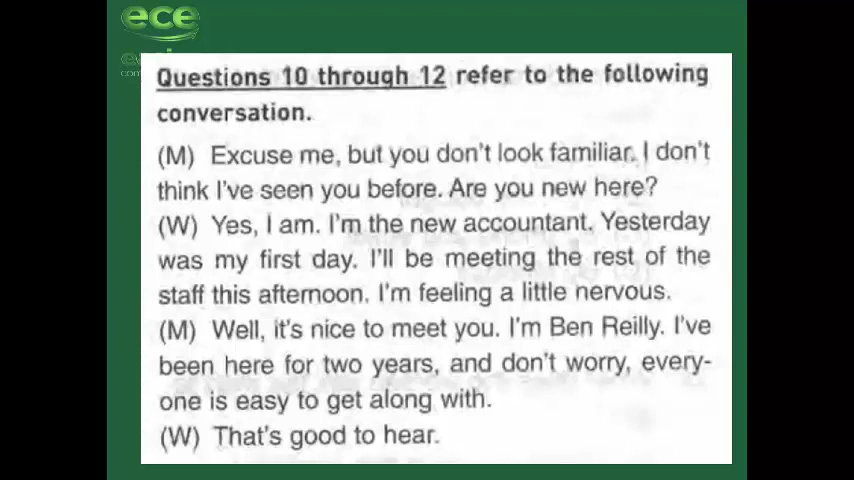 ece
Questions 10 through 12 refer to the following
conversation.
(M) Excuse me, but you don't look familiar. I don't
think I've seen you before. Are you new here?
(W) Yes, I am. I'm the new accountant. Yesterday
was my first day. I'll be meeting the rest of the
staff this afternoon. I'm feeling a little nervous.
(M) Well, it's nice to meet you. I'm Ben Reilly. I've
been here for two years, and don't worry, every-
one is easy to get along with.
(W) That's good to hear.